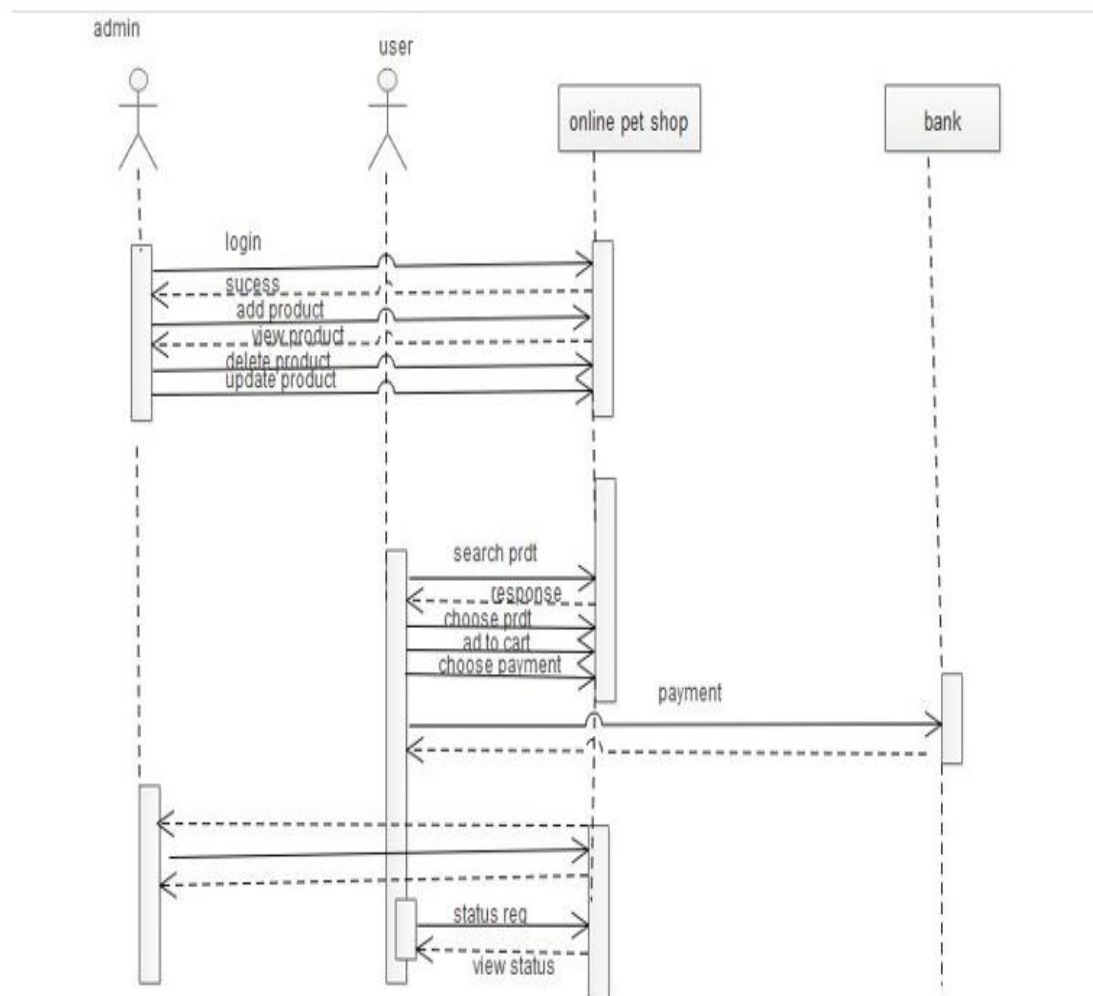 admin
user
online pet shop
bank
login
sucess
add product
view product
delete product
update product
search prdt
response
choose prdt
ad to cart
choose payment
payment
status req
view status